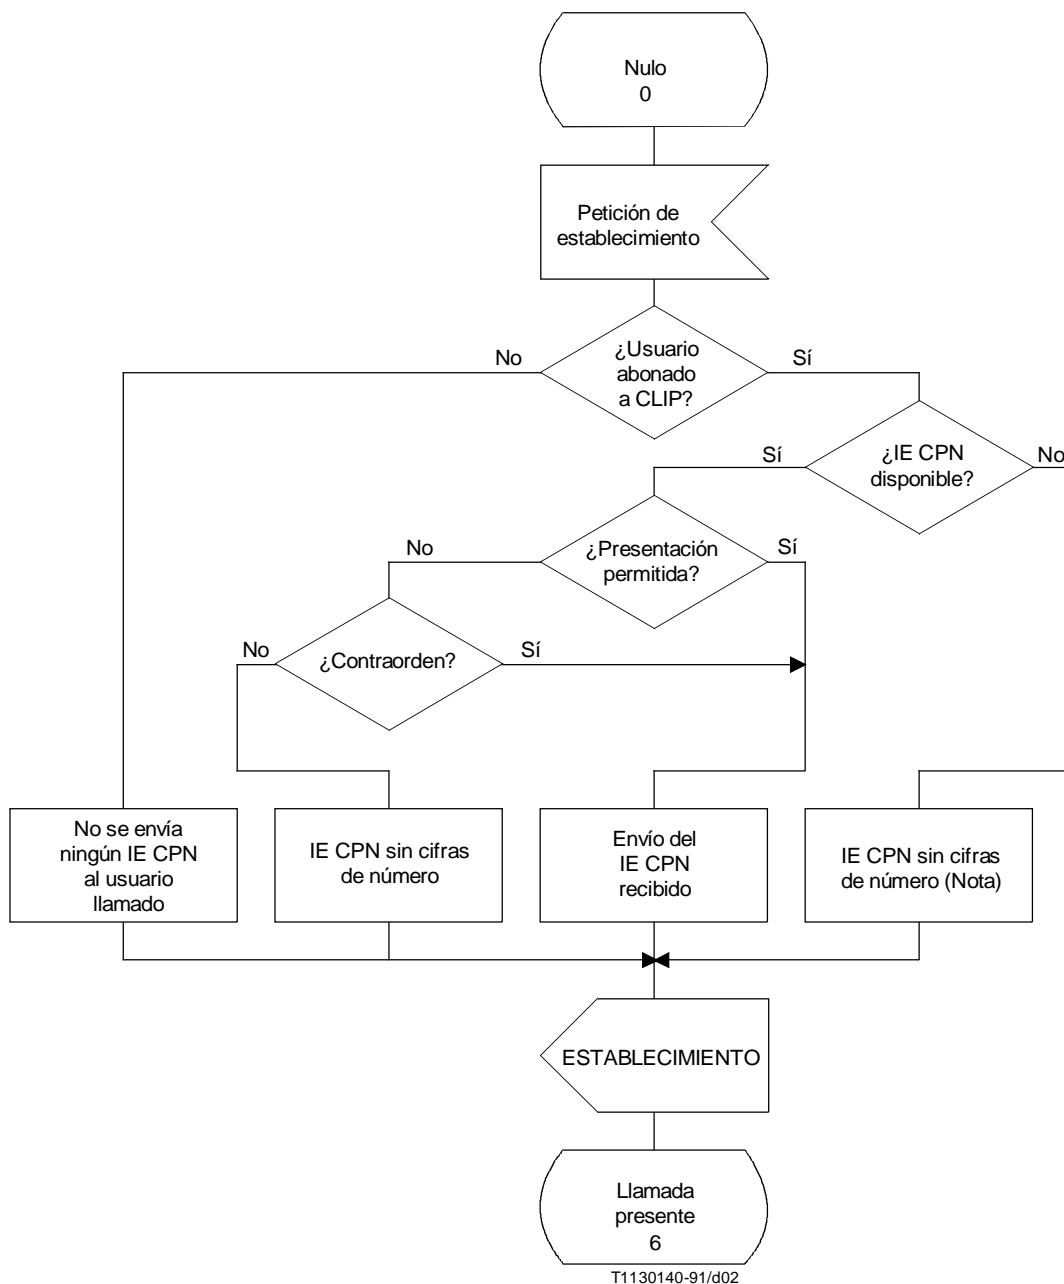 Nulo
0
Petición de
establecimiento
¿Usuario
abonado
a CLIP?
No
Sí
¿IE CPN
disponible?
Sí
No
¿Presentación
permitida?
No
Sí
¿Contraorden?
No
Sí
No se envía
ningún IE CPN
al usuario
llamado
IE CPN sin cifras
de número
Envío del
IE CPN
recibido
IE CPN sin cifras
de número (Nota)
ESTABLECIMIENTO
Llamada
presente
6
T1130140-91/d02